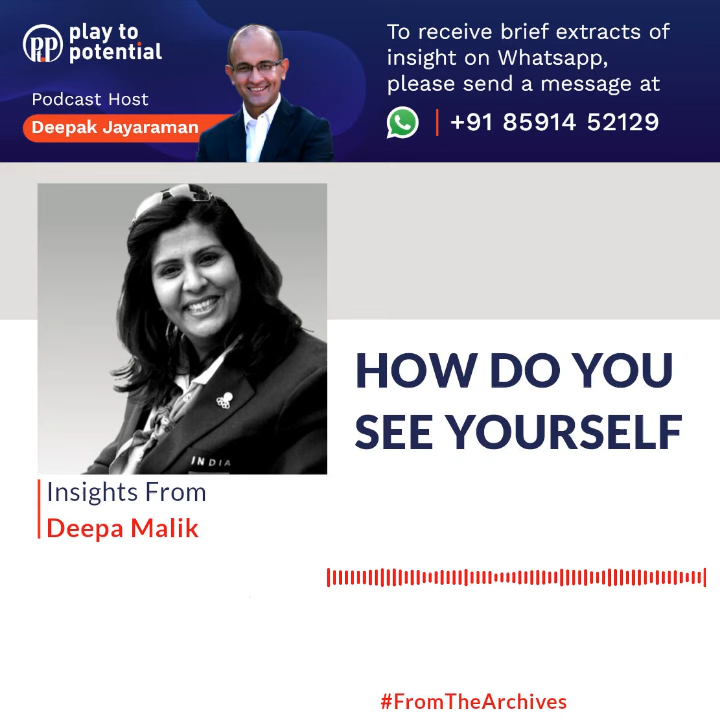 play to
potential
Podcast Host
Deepak Jayaraman
To receive brief extracts of
insight on Whatsapp,
please send a message at
+91 85914 52129
INDIA
HOW DO YOU
SEE YOURSELF
Insights From
Deepa Malik
#FromTheArchives